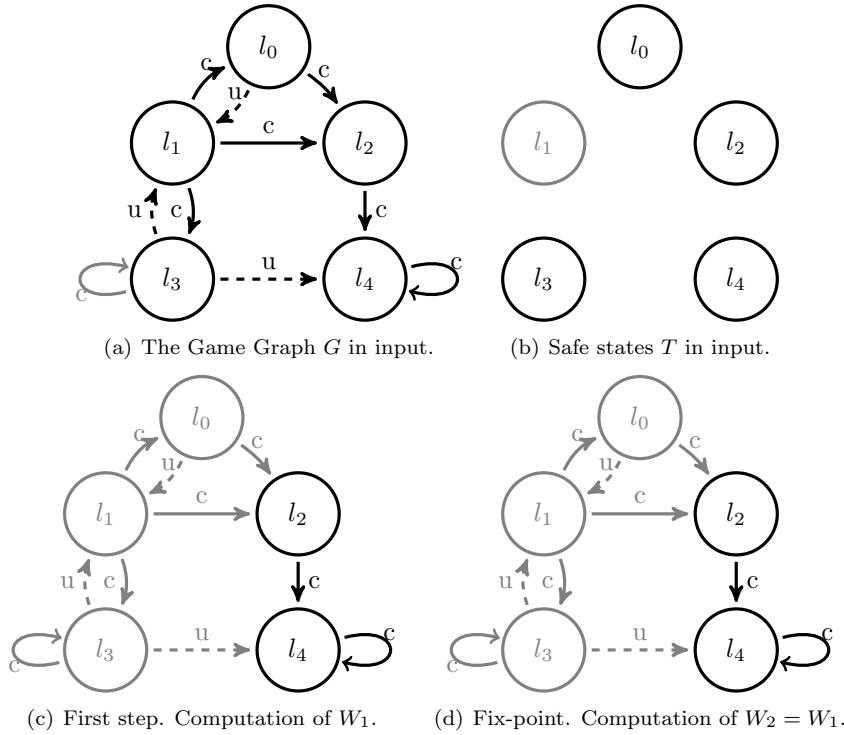 l₀
c
c
u
l₁
c
l₂
u
c
c
c
l₃
u
l₄
c
(a) The Game Graph G in input.
l₀
l₁
l₂
l₃
l₄
(b) Safe states T in input.
l₀
c
c
u
l₁
c
l₂
u
c
c
c
l₃
u
l₄
c
(c) First step. Computation of W₁.
l₀
c
c
u
l₁
c
l₂
u
c
c
c
l₃
u
l₄
c
(d) Fix-point. Computation of W₂ = W₁.